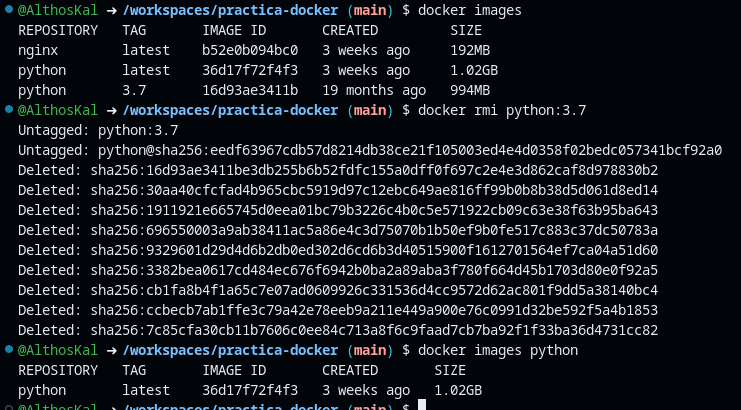 @AlthosKal ➜ /workspaces/practica-docker (main) $ docker images
REPOSITORY TAG IMAGE ID CREATED SIZE
nginx latest b52e0b094bc0 3 weeks ago 192MB
python latest 36d17f72f4f3 3 weeks ago 1.02GB
python 3.7 16d93ae3411b 19 months ago 994MB
@AlthosKal ➜ /workspaces/practica-docker (main) $ docker rmi python:3.7
Untagged: python:3.7
Untagged: python@sha256:eedf63967cdb57d8214db38ce21f105003ed4e4d0358f02bedc057341bcf92a0
Deleted: sha256:16d93ae3411be3db255b6b52fdfc155a0dff0f697c2e4e3d862caf8d978830b2
Deleted: sha256:30aa40cfcfad4b965cbc5919d97c12ebc649ae816ff99b0b8b38d5d061d8ed14
Deleted: sha256:1911921e665745d0eea01bc79b3226c4b0c5e571922cb09c63e38f63b95ba643
Deleted: sha256:696550003a9ab38411ac5a86e4c3d75070b1b50ef9b0fe517c883c37dc50783a
Deleted: sha256:9329601d29d4d6b2db0ed302d6cd6b3d40515900f1612701564ef7ca04a51d60
Deleted: sha256:3382bea0617cd484ec676f6942b0ba2a89aba3f780f664d45b1703d80e0f92a5
Deleted: sha256:cb1fa8b4f1a65c7e07ad0609926c331536d4cc9572d62ac801f9dd5a38140bc4
Deleted: sha256:ccbecb7ab1ffe3c79a42e78eeb9a211e449a900e76c0991d32be592f5a4b1853
Deleted: sha256:7c85cfa30cb11b7606c0ee84c713a8f6c9faad7cb7ba92f1f33ba36d4731cc82
@AlthosKal ➜ /workspaces/practica-docker (main) $ docker images python
REPOSITORY TAG IMAGE ID CREATED SIZE
python latest 36d17f72f4f3 3 weeks ago 1.02GB
@AlthosKal ➜ /workspaces/practica-docker (main) $